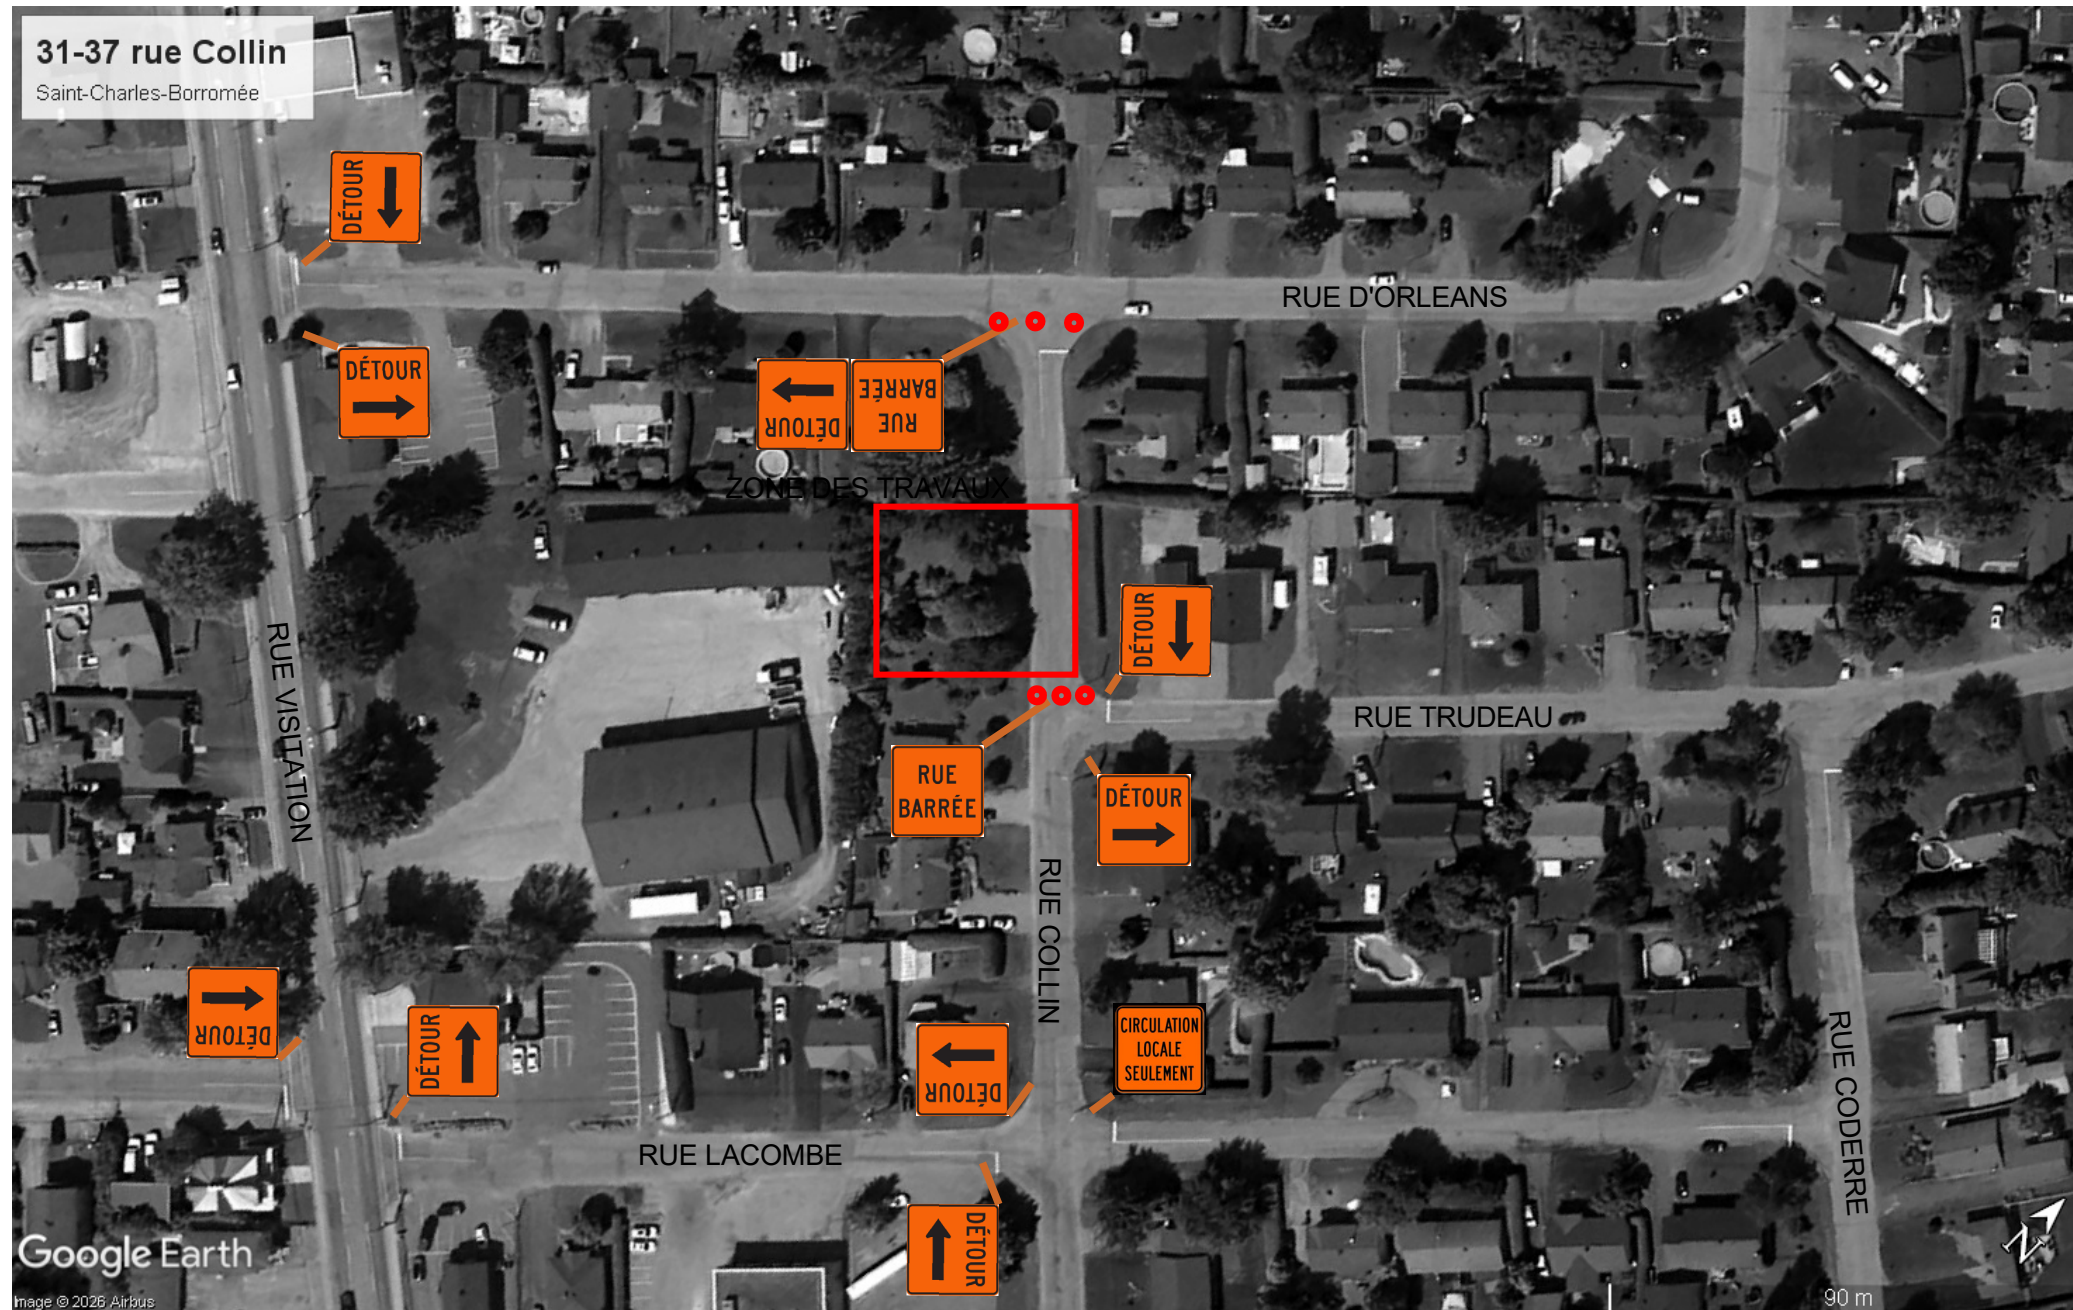 31-37 rue Collin
Saint-Charles-Borromée
DÉTOUR
RUE D'ORLEANS
DÉTOUR
DÉTOUR
RUE
BARRÉE
ZONE DES TRAVAUX
DÉTOUR
RUE VISITATION
RUE TRUDEAU
RUE
BARRÉE
DÉTOUR
RUE COLLIN
DÉTOUR
DÉTOUR
DÉTOUR
CIRCULATION
LOCALE
SEULEMENT
RUE CODERRE
RUE LACOMBE
DÉTOUR
N
Google Earth
Image © 2026 Airbus
90 m